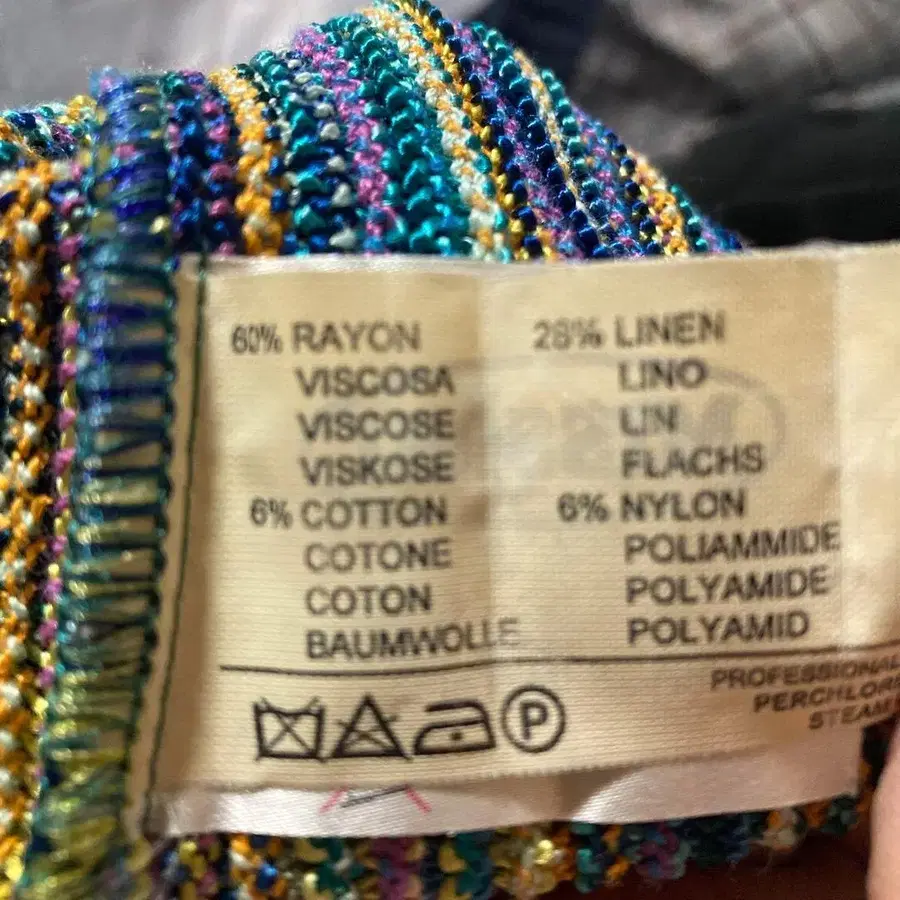 60% RAYON
VISCOSA
VISCOSE
VISKOSE
6% COTTON
COTONE
COTON
BAUMWOLLE
28% LINEN
LINO
LIN
FLACHS
6% NYLON
POLIAMMIDE
POLYAMIDE
POLYAMID
P
PROFESSIONAL
PERCHLOR
STEAM